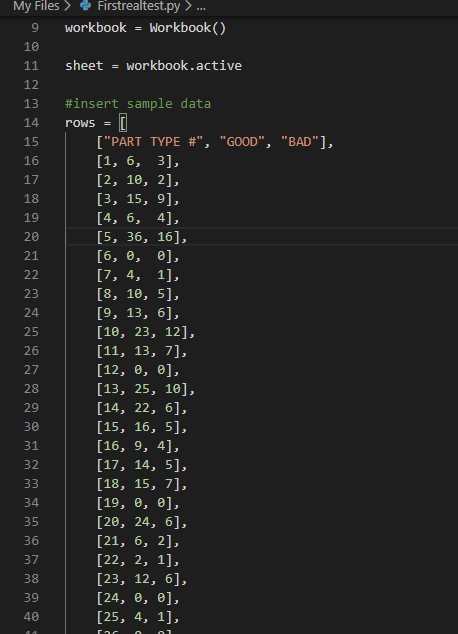 My Files > Firstrealtest.py > ...
9 workbook = Workbook()
10
11 sheet = workbook.active
12
13 #insert sample data
14 rows = [
15 ["PART TYPE #", "GOOD", "BAD"],
16 [1, 6,  3],
17 [2, 10, 2],
18 [3, 15, 9],
19 [4, 6,  4],
20 [5, 36, 16],
21 [6, 0,  0],
22 [7, 4,  1],
23 [8, 10, 5],
24 [9, 13, 6],
25 [10, 23, 12],
26 [11, 13, 7],
27 [12, 0, 0],
28 [13, 25, 10],
29 [14, 22, 6],
30 [15, 16, 5],
31 [16, 9, 4],
32 [17, 14, 5],
33 [18, 15, 7],
34 [19, 0, 0],
35 [20, 24, 6],
36 [21, 6, 2],
37 [22, 2, 1],
38 [23, 12, 6],
39 [24, 0, 0],
40 [25, 4, 1],